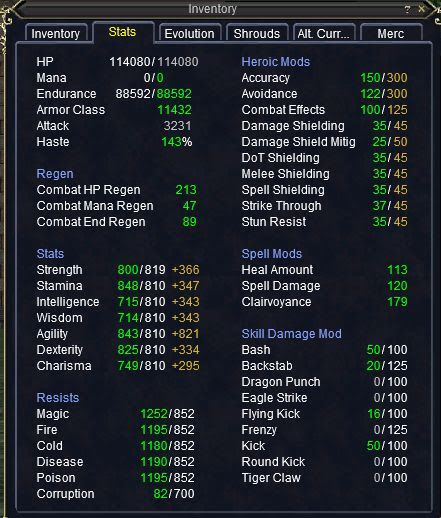 Inventory ? ×
Inventory Stats Evolution Shrouds Alt. Curr... Merc
HP 114080/114080
Mana 0/0
Endurance 88592/88592
Armor Class 11432
Attack 3231
Haste 143%
Regen
Combat HP Regen 213
Combat Mana Regen 47
Combat End Regen 89
Stats
Strength 800/819 +366
Stamina 848/810 +347
Intelligence 715/810 +343
Wisdom 714/810 +343
Agility 843/810 +821
Dexterity 825/810 +334
Charisma 749/810 +295
Resists
Magic 1252/852
Fire 1195/852
Cold 1180/852
Disease 1190/852
Poison 1195/852
Corruption 82/700
Heroic Mods
Accuracy 150/300
Avoidance 122/300
Combat Effects 100/125
Damage Shielding 35/45
Damage Shield Mitig 25/50
DoT Shielding 35/45
Melee Shielding 35/45
Spell Shielding 35/45
Strike Through 37/45
Stun Resist 35/45
Spell Mods
Heal Amount 113
Spell Damage 120
Clairvoyance 179
Skill Damage Mod
Bash 50/100
Backstab 20/125
Dragon Punch 0/100
Eagle Strike 0/100
Flying Kick 16/100
Frenzy 0/125
Kick 50/100
Round Kick 0/100
Tiger Claw 0/100